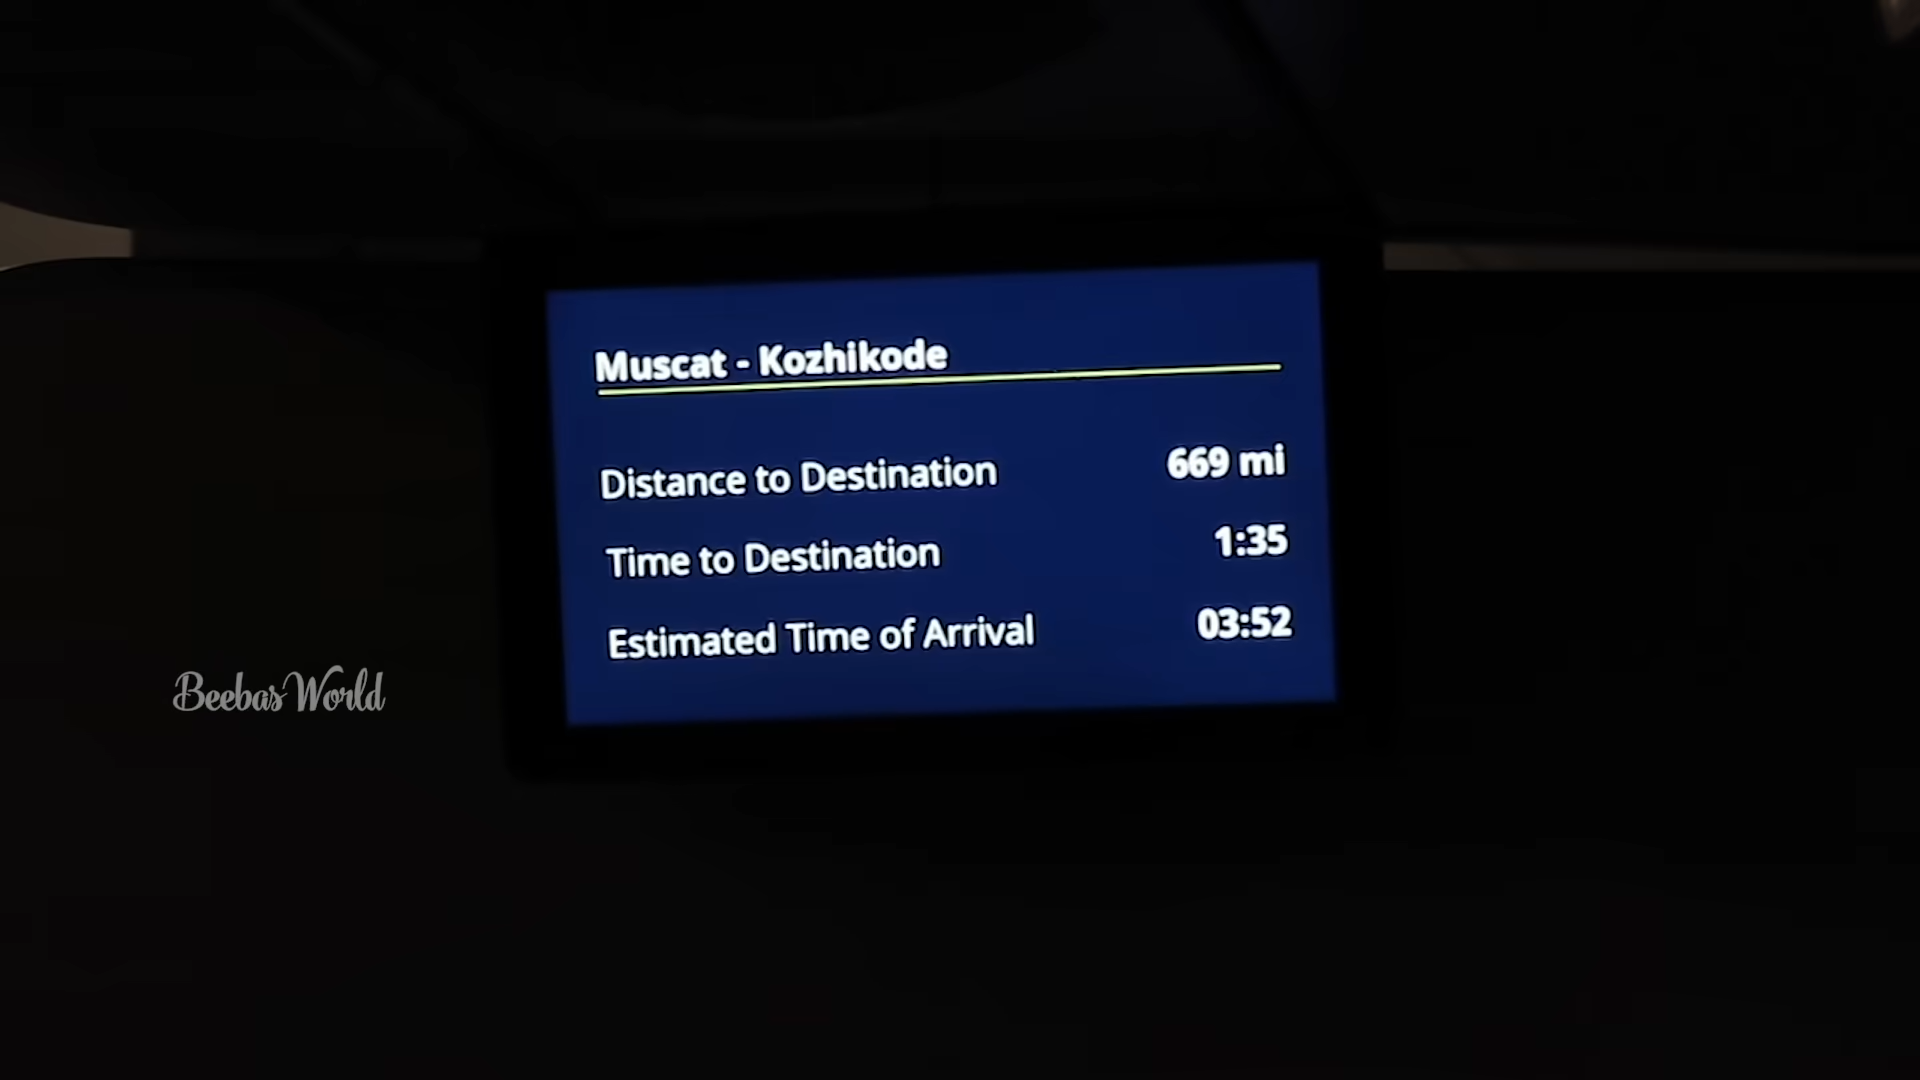 Muscat - Kozhikode
Distance to Destination 669 mi
Time to Destination 1:35
Estimated Time of Arrival 03:52
Beebas World